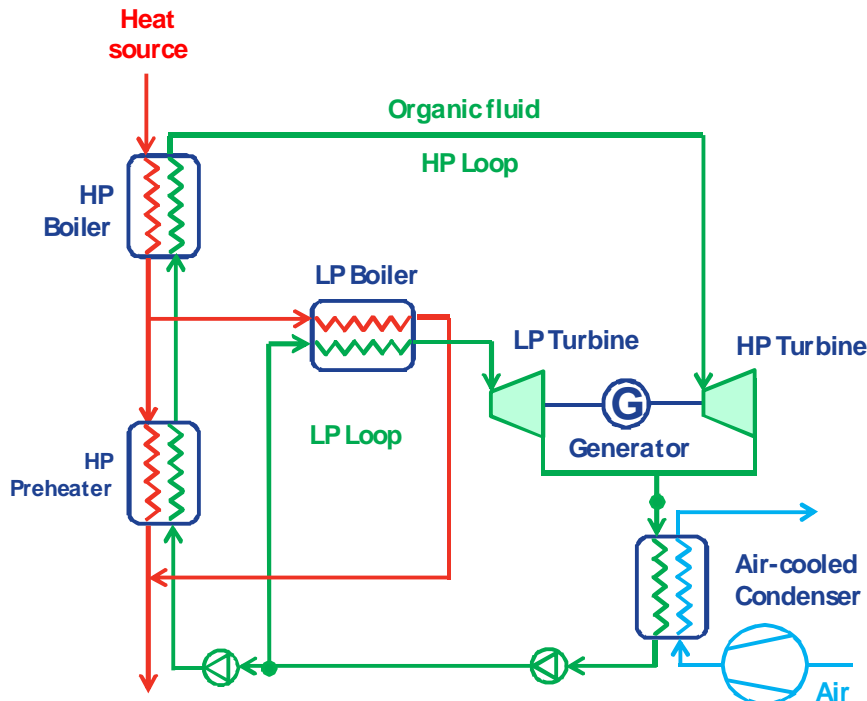 Heat
source
Organic fluid
HP Loop
HP
Boiler
LP Boiler
LP Turbine
HP Turbine
G
Generator
LP Loop
HP
Preheater
Air-cooled
Condenser
Air